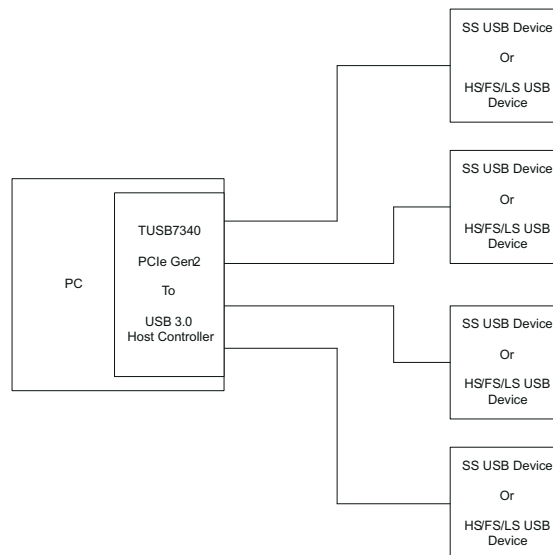 SS USB Device
Or
HS/FS/LS USB
Device
SS USB Device
Or
HS/FS/LS USB
Device
PC
TUSB7340
PCIe Gen2
To
USB 3.0
Host Controller
SS USB Device
Or
HS/FS/LS USB
Device
SS USB Device
Or
HS/FS/LS USB
Device